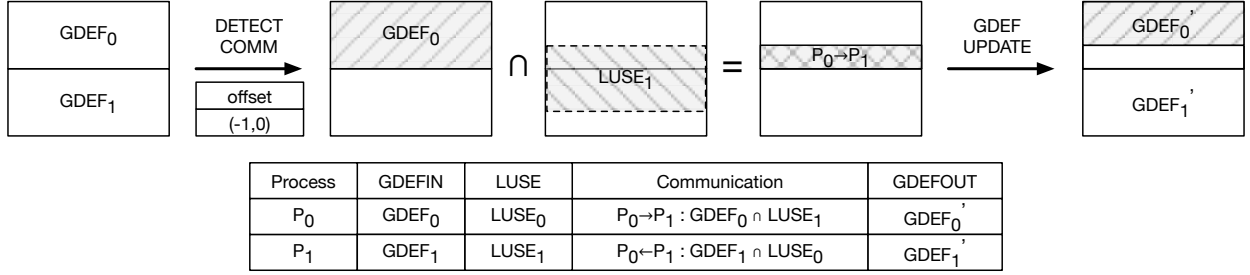 GDEF₀
GDEF₁
DETECT
COMM
offset
(-1,0)
GDEF₀
∩
LUSE₁
=
P₀→P₁
GDEF
UPDATE
GDEF₀'
GDEF₁'
Process GDEFIN LUSE Communication GDEFOUT
P₀ GDEF₀ LUSE₀ P₀→P₁ : GDEF₀ ∩ LUSE₁ GDEF₀'
P₁ GDEF₁ LUSE₁ P₀←P₁ : GDEF₁ ∩ LUSE₀ GDEF₁'